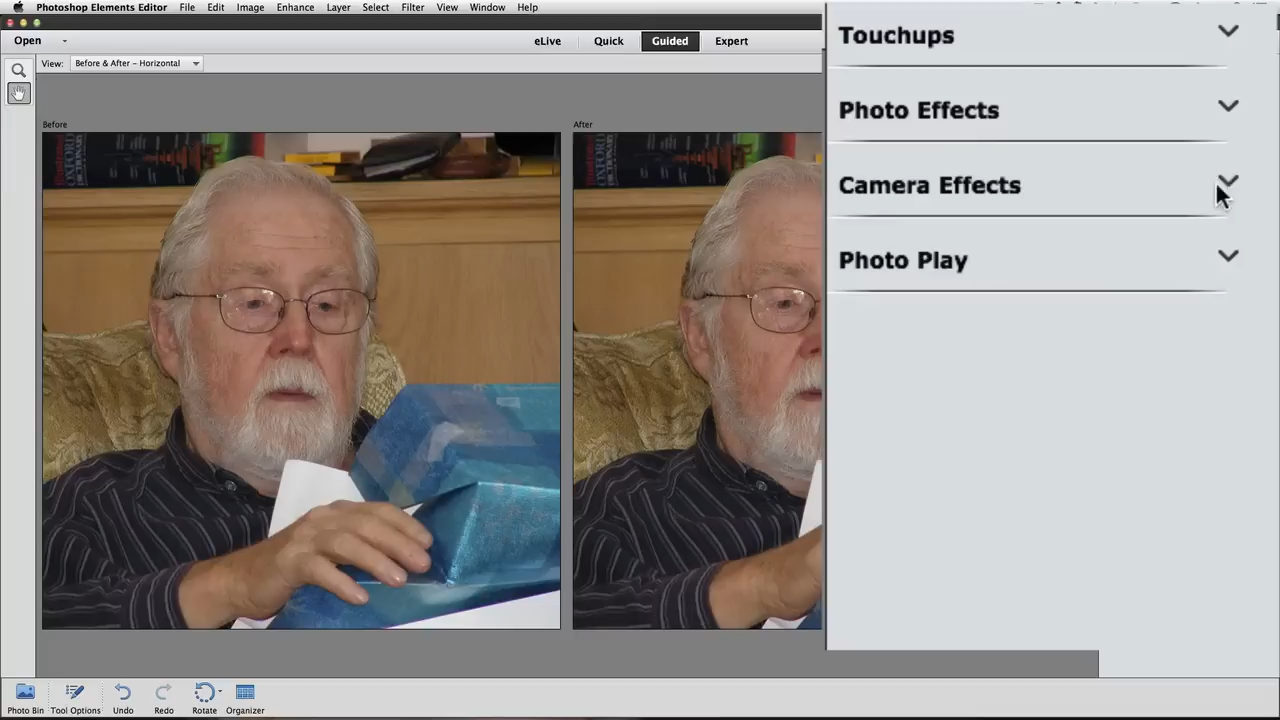 Photoshop Elements Editor File Edit Image Enhance Layer Select Filter View Window Help
Open eLive Quick Guided Expert
View: Before & After - Horizontal
Before After
OXFORD
DICTIONARY
Touchups
Photo Effects
Camera Effects
Photo Play
Photo Bin Tool Options Undo Redo Rotate Organizer